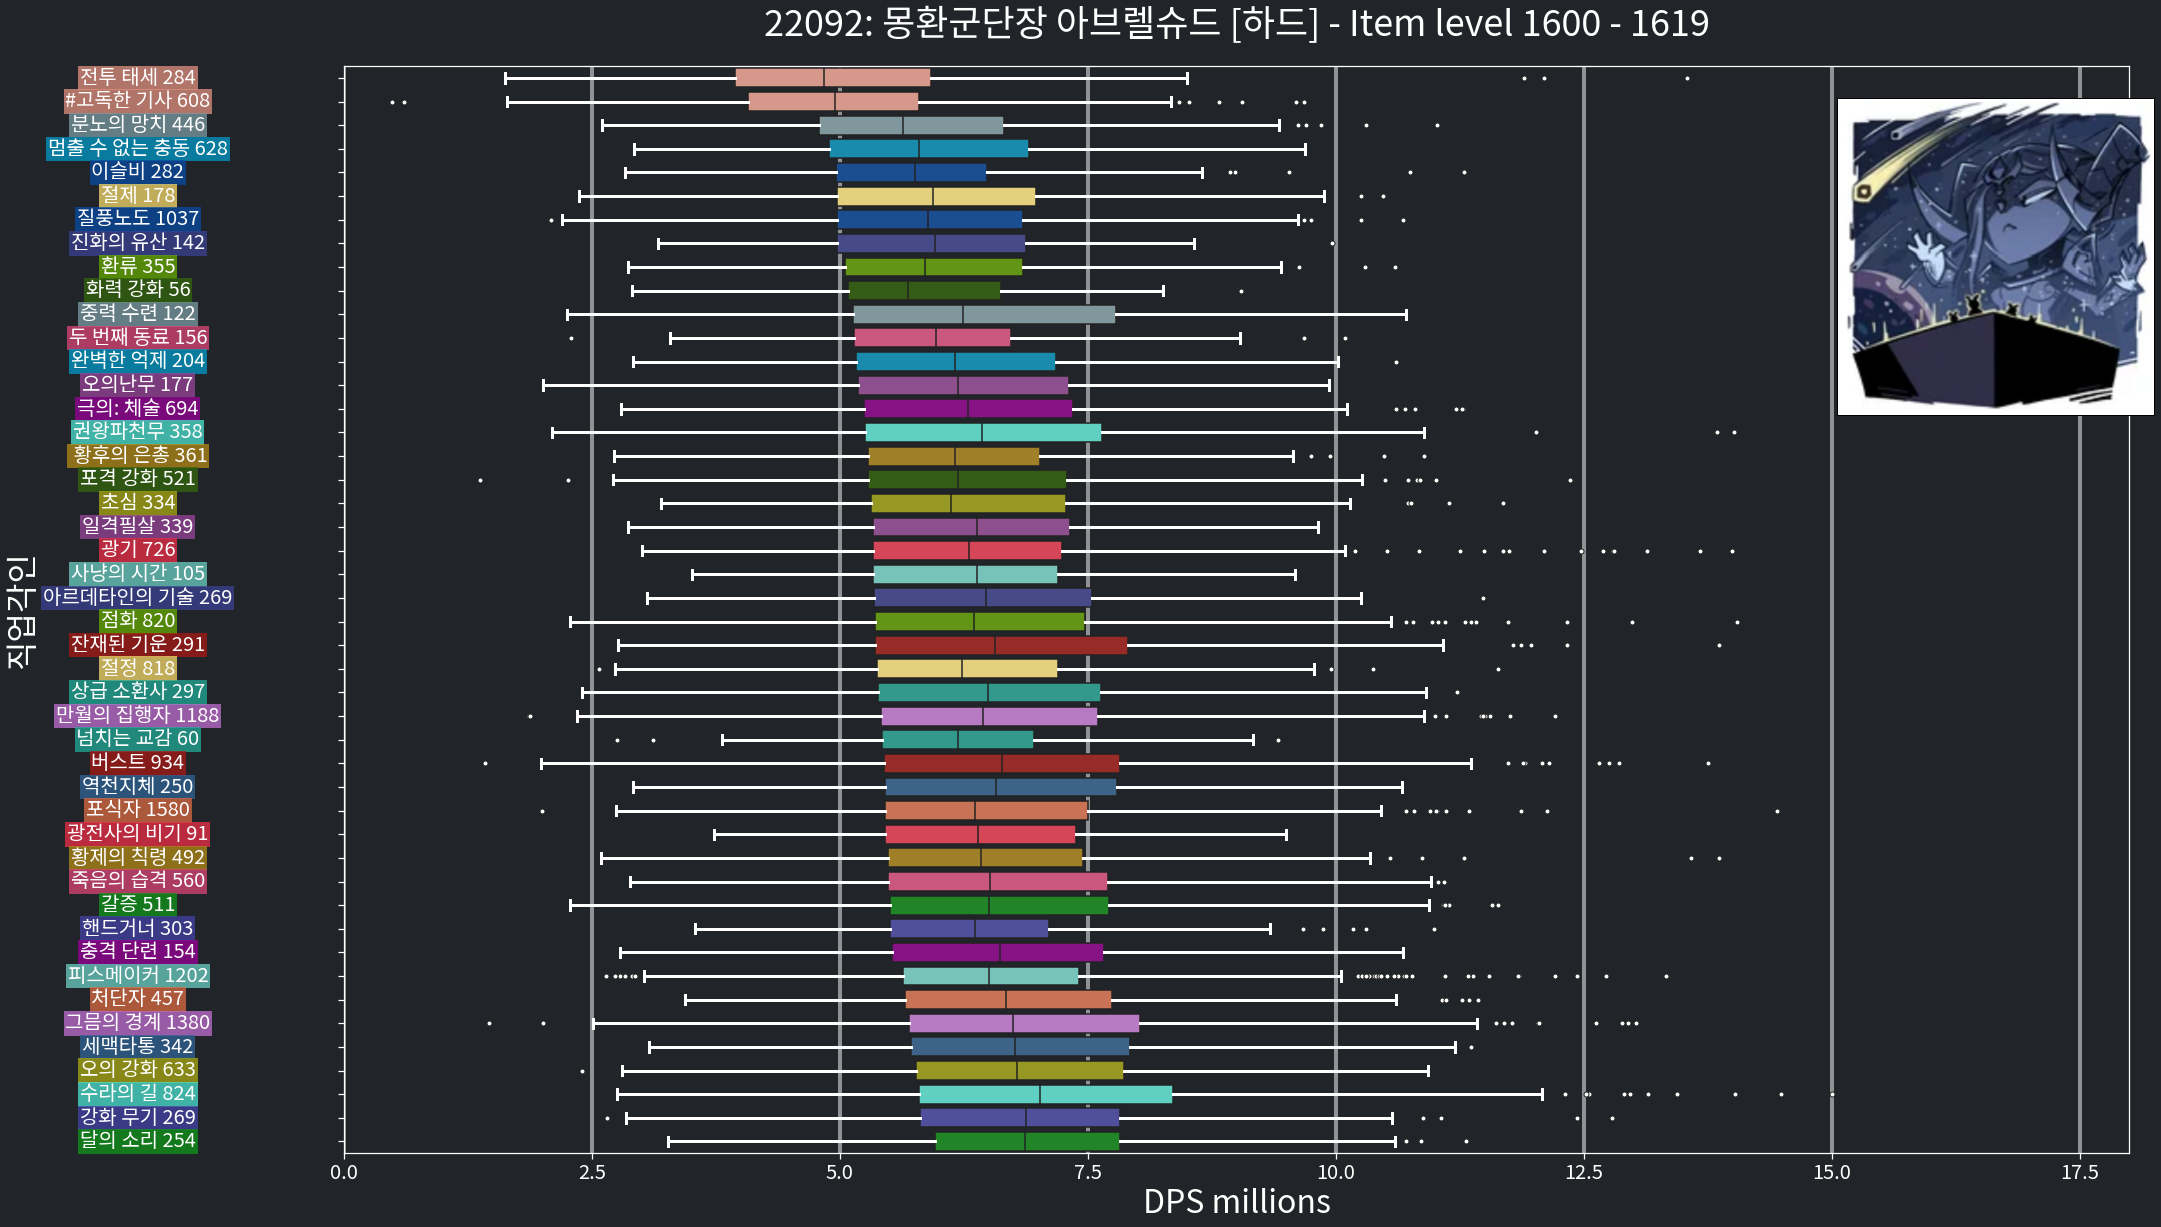 22092: 몽환군단장 아브렐슈드 [하드] - Item level 1600 - 1619
직업각인
전투 태세 284
#고독한 기사 608
분노의 망치 446
멈출 수 없는 충동 628
이슬비 282
절제 178
질풍노도 1037
진화의 유산 142
환류 355
화력 강화 56
중력 수련 122
두 번째 동료 156
완벽한 억제 204
오의난무 177
극의: 체술 694
권왕파천무 358
황후의 은총 361
포격 강화 521
초심 334
일격필살 339
광기 726
사냥의 시간 105
아르데타인의 기술 269
점화 820
잔재된 기운 291
절정 818
상급 소환사 297
만월의 집행자 1188
넘치는 교감 60
버스트 934
역천지체 250
포식자 1580
광전사의 비기 91
황제의 칙령 492
죽음의 습격 560
갈증 511
핸드거너 303
충격 단련 154
피스메이커 1202
처단자 457
그믐의 경계 1380
세맥타통 342
오의 강화 633
수라의 길 824
강화 무기 269
달의 소리 254
0.0 2.5 5.0 7.5 10.0 12.5 15.0 17.5
DPS millions